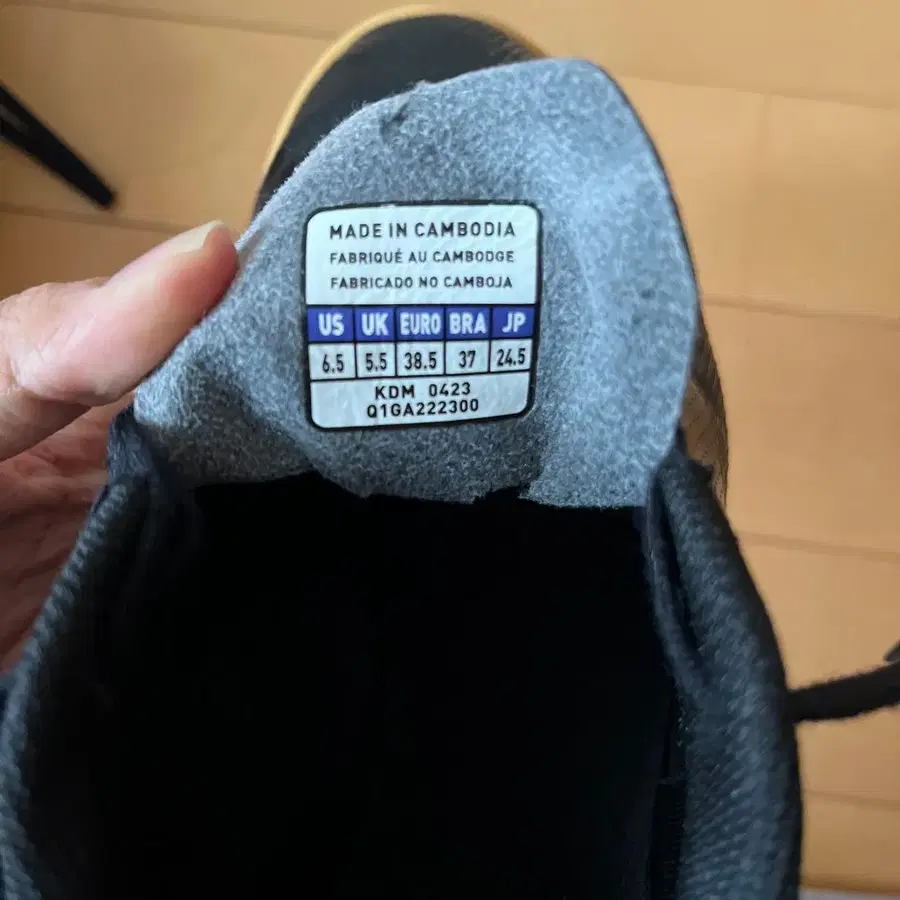 MADE IN CAMBODIA
FABRIQUÉ AU CAMBODGE
FABRICADO NO CAMBOJA
US UK EURO BRA JP
6.5 5.5 38.5 37 24.5
KDM 0423
Q1GA222300